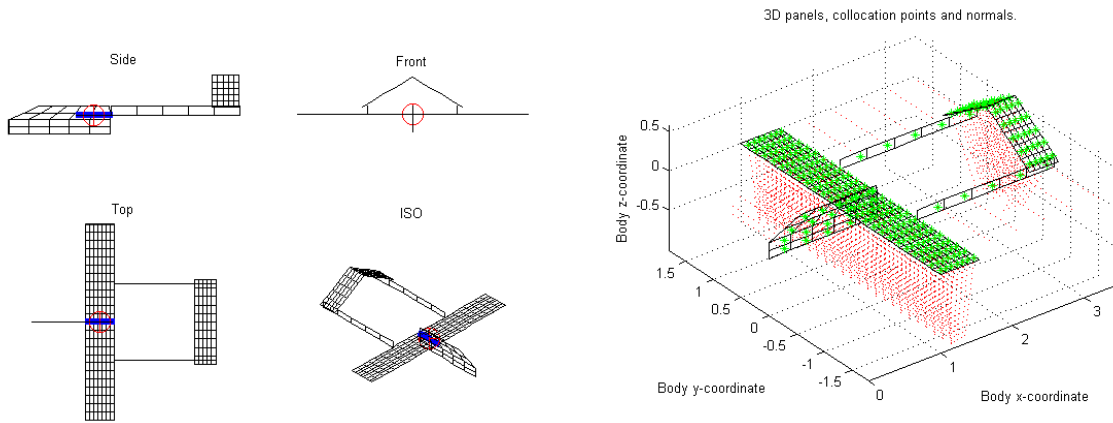 3D panels, collocation points and normals.
Side
Front
Top
ISO
0.5
0
-0.5
Body z-coordinate
1.5
1
0.5
0
-0.5
-1
-1.5
Body y-coordinate
0
1
2
3
Body x-coordinate